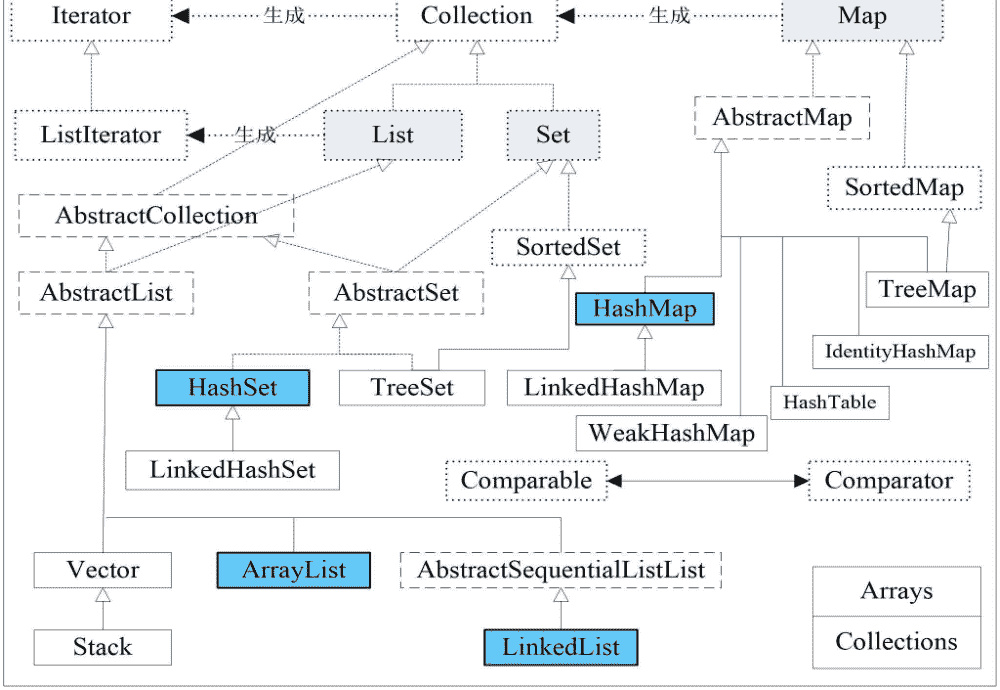 Iterator
生成
Collection
生成
Map
ListIterator
生成
List
Set
AbstractMap
AbstractCollection
SortedSet
SortedMap
AbstractList
AbstractSet
HashMap
TreeMap
IdentityHashMap
HashSet
TreeSet
LinkedHashMap
HashTable
WeakHashMap
LinkedHashSet
Comparable
Comparator
Vector
ArrayList
AbstractSequentialListList
Arrays
Stack
LinkedList
Collections